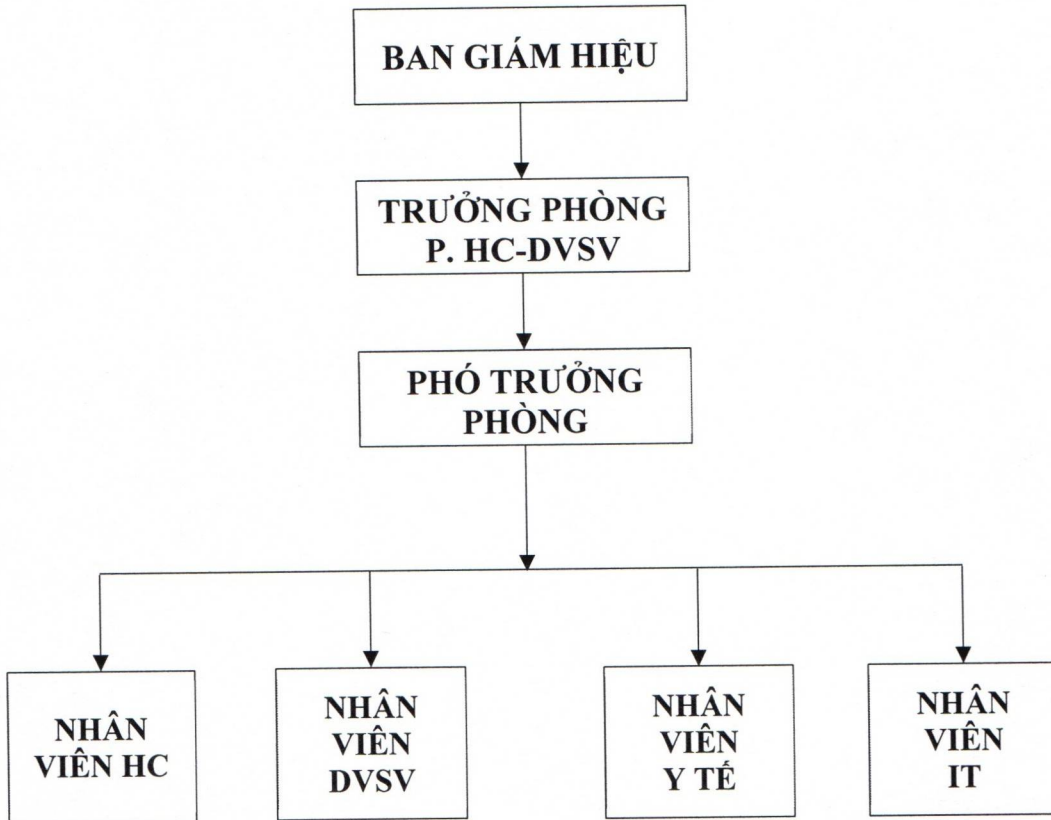 BAN GIÁM HIỆU
TRƯỞNG PHÒNG
P. HC-DVSV
PHÓ TRƯỞNG
PHÒNG
NHÂN
VIÊN HC
NHÂN
VIÊN
DVSV
NHÂN
VIÊN
Y TẾ
NHÂN
VIÊN
IT